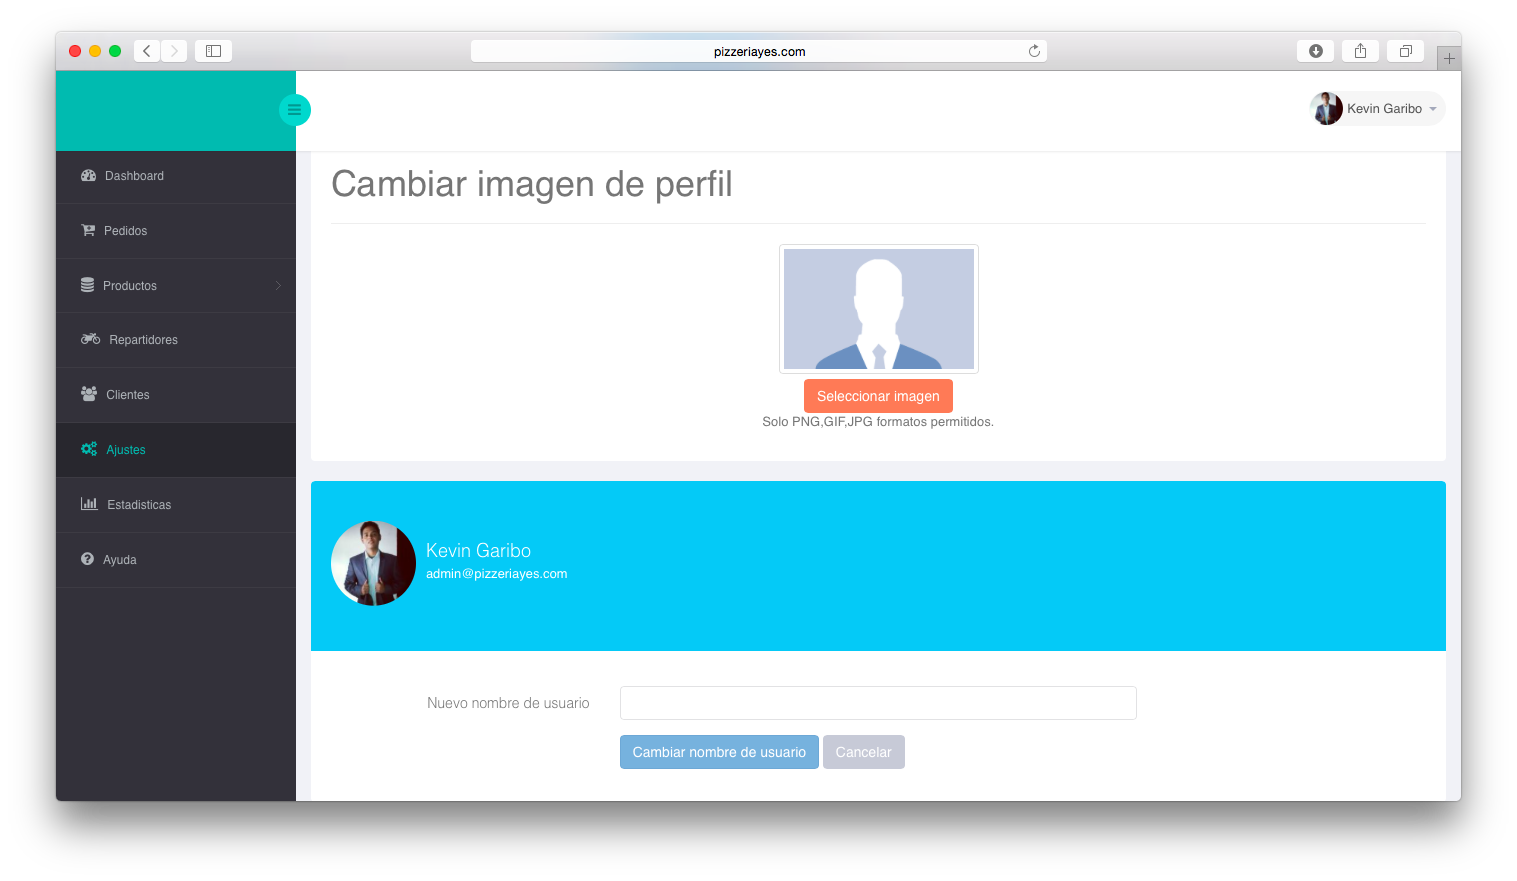 pizzeriayes.com
Kevin Garibo
Dashboard
Pedidos
Productos
Repartidores
Clientes
Ajustes
Estadisticas
Ayuda
Cambiar imagen de perfil
Seleccionar imagen
Solo PNG,GIF,JPG formatos permitidos.
Kevin Garibo
admin@pizzeriayes.com
Nuevo nombre de usuario
Cambiar nombre de usuario Cancelar